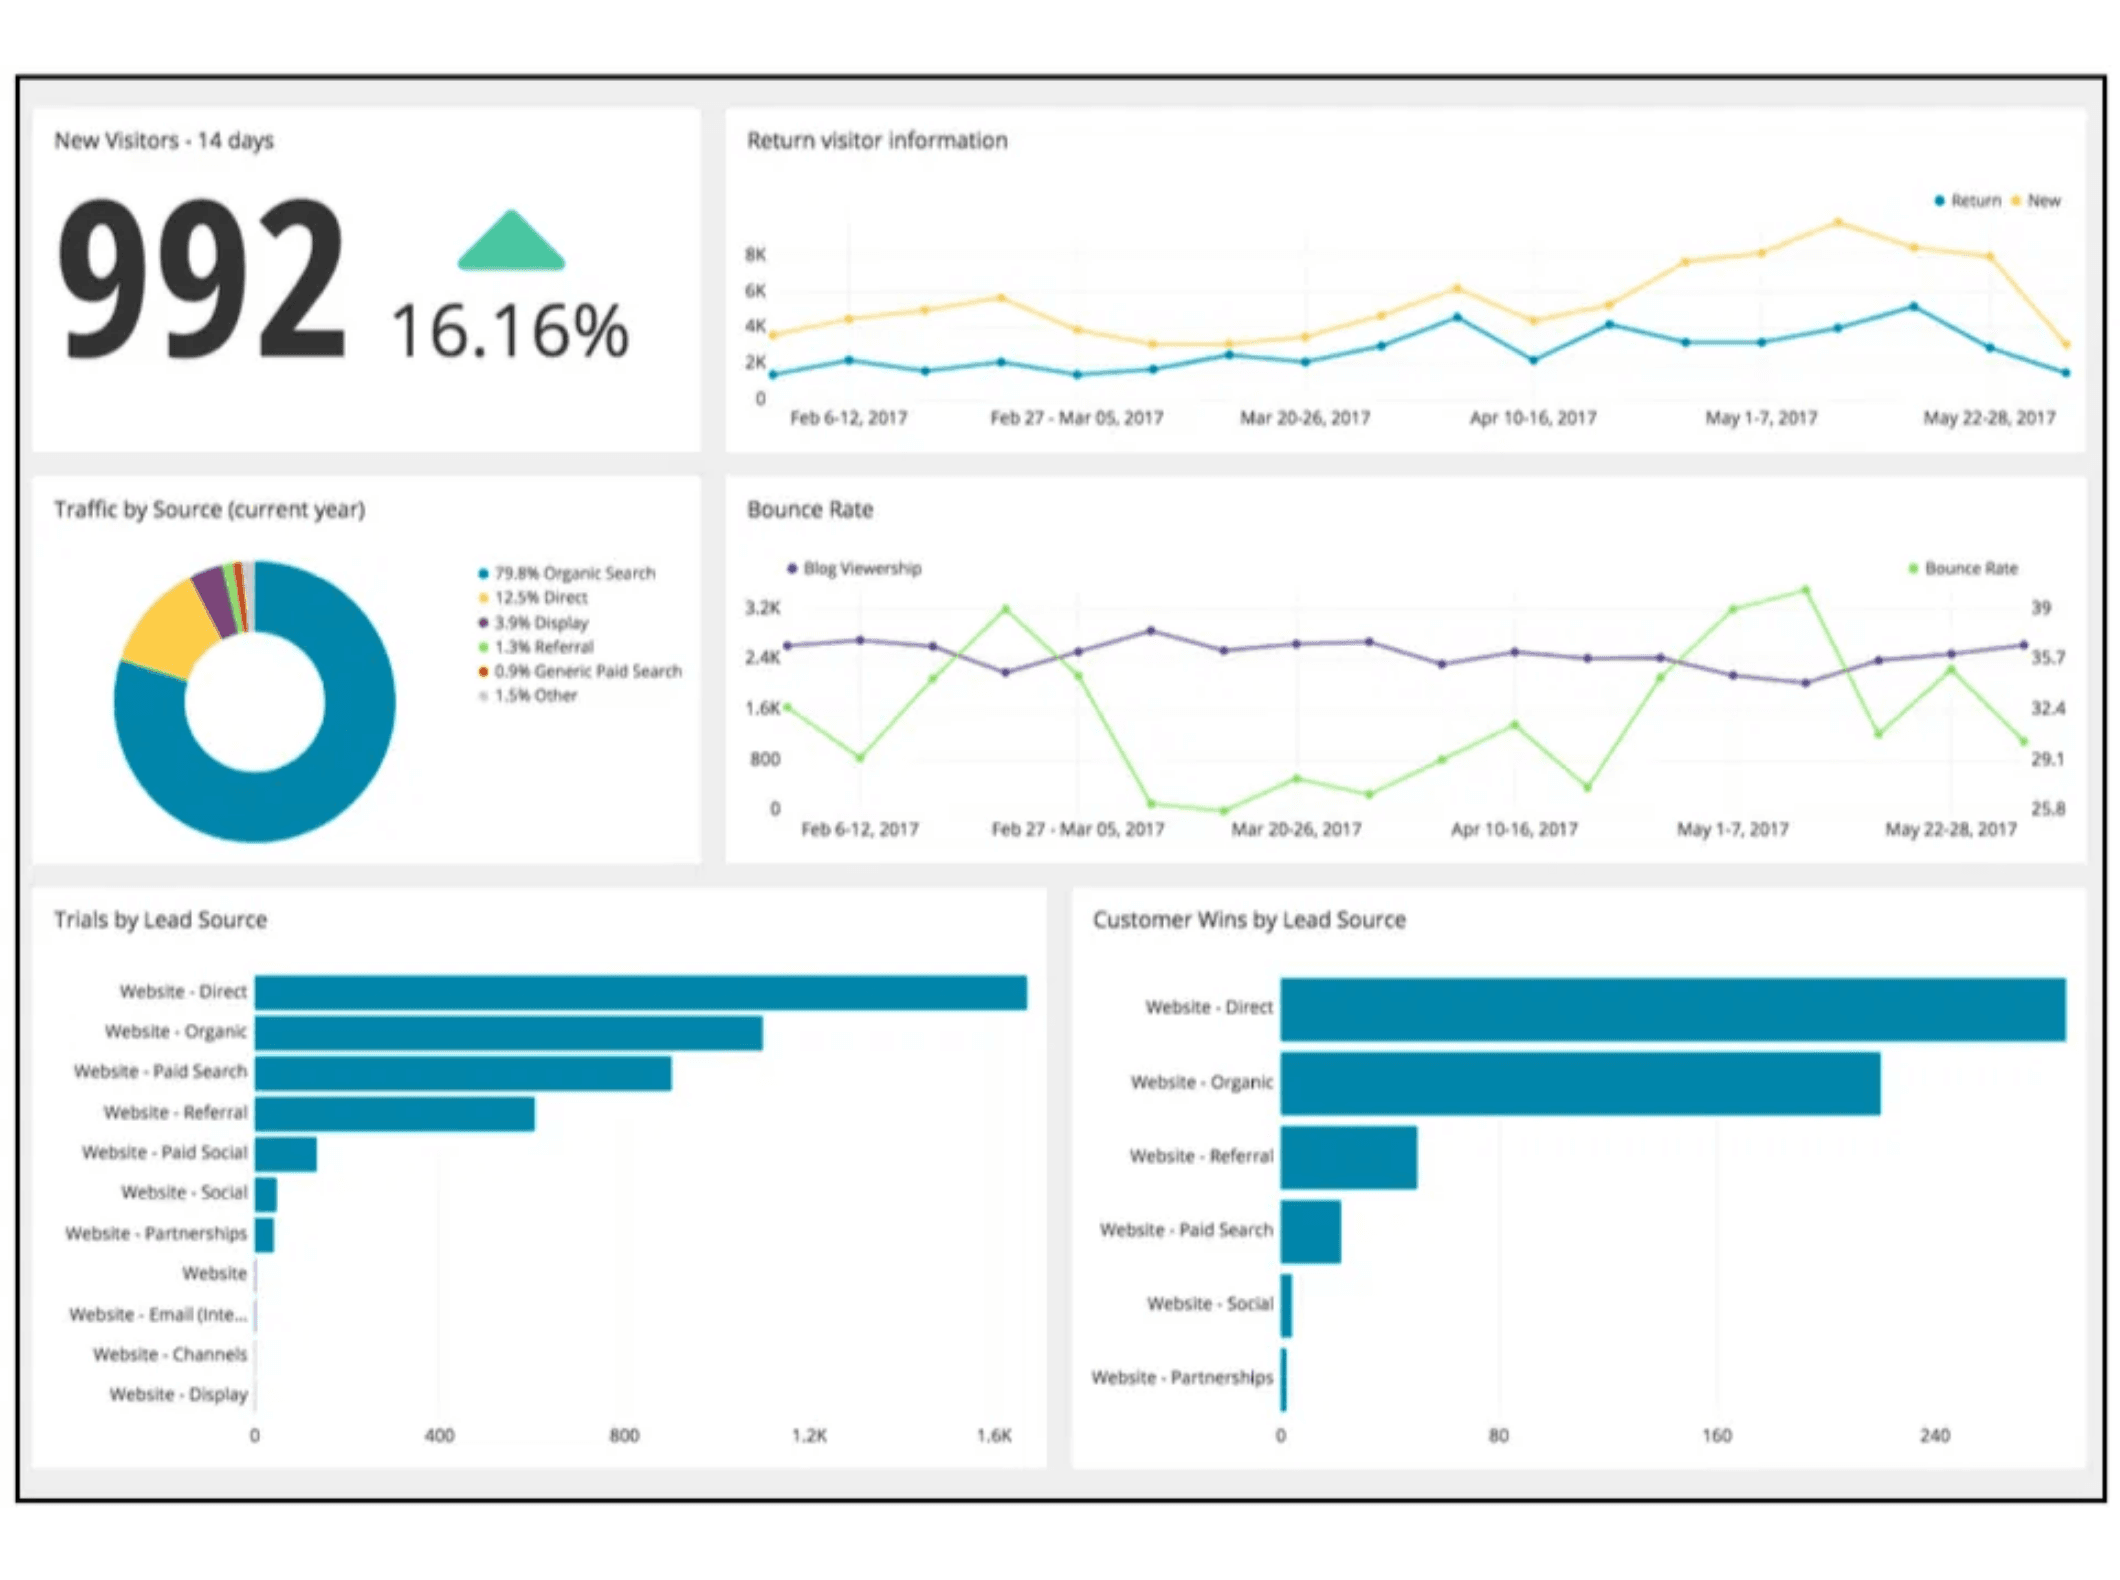 New Visitors - 14 days
992
16.16%
Return visitor information
Return New
8K
6K
4K
2K
0
Feb 6-12, 2017 Feb 27 - Mar 05, 2017 Mar 20-26, 2017 Apr 10-16, 2017 May 1-7, 2017 May 22-28, 2017
Traffic by Source (current year)
79.8% Organic Search
12.5% Direct
3.9% Display
1.3% Referral
0.9% Generic Paid Search
1.5% Other
Bounce Rate
Blog Viewership Bounce Rate
3.2K 39
2.4K 35.7
1.6K 32.4
800 29.1
0 25.8
Feb 6-12, 2017 Feb 27 - Mar 05, 2017 Mar 20-26, 2017 Apr 10-16, 2017 May 1-7, 2017 May 22-28, 2017
Trials by Lead Source
Website - Direct
Website - Organic
Website - Paid Search
Website - Referral
Website - Paid Social
Website - Social
Website - Partnerships
Website
Website - Email (Inte...
Website - Channels
Website - Display
0 400 800 1.2K 1.6K
Customer Wins by Lead Source
Website - Direct
Website - Organic
Website - Referral
Website - Paid Search
Website - Social
Website - Partnerships
0 80 160 240